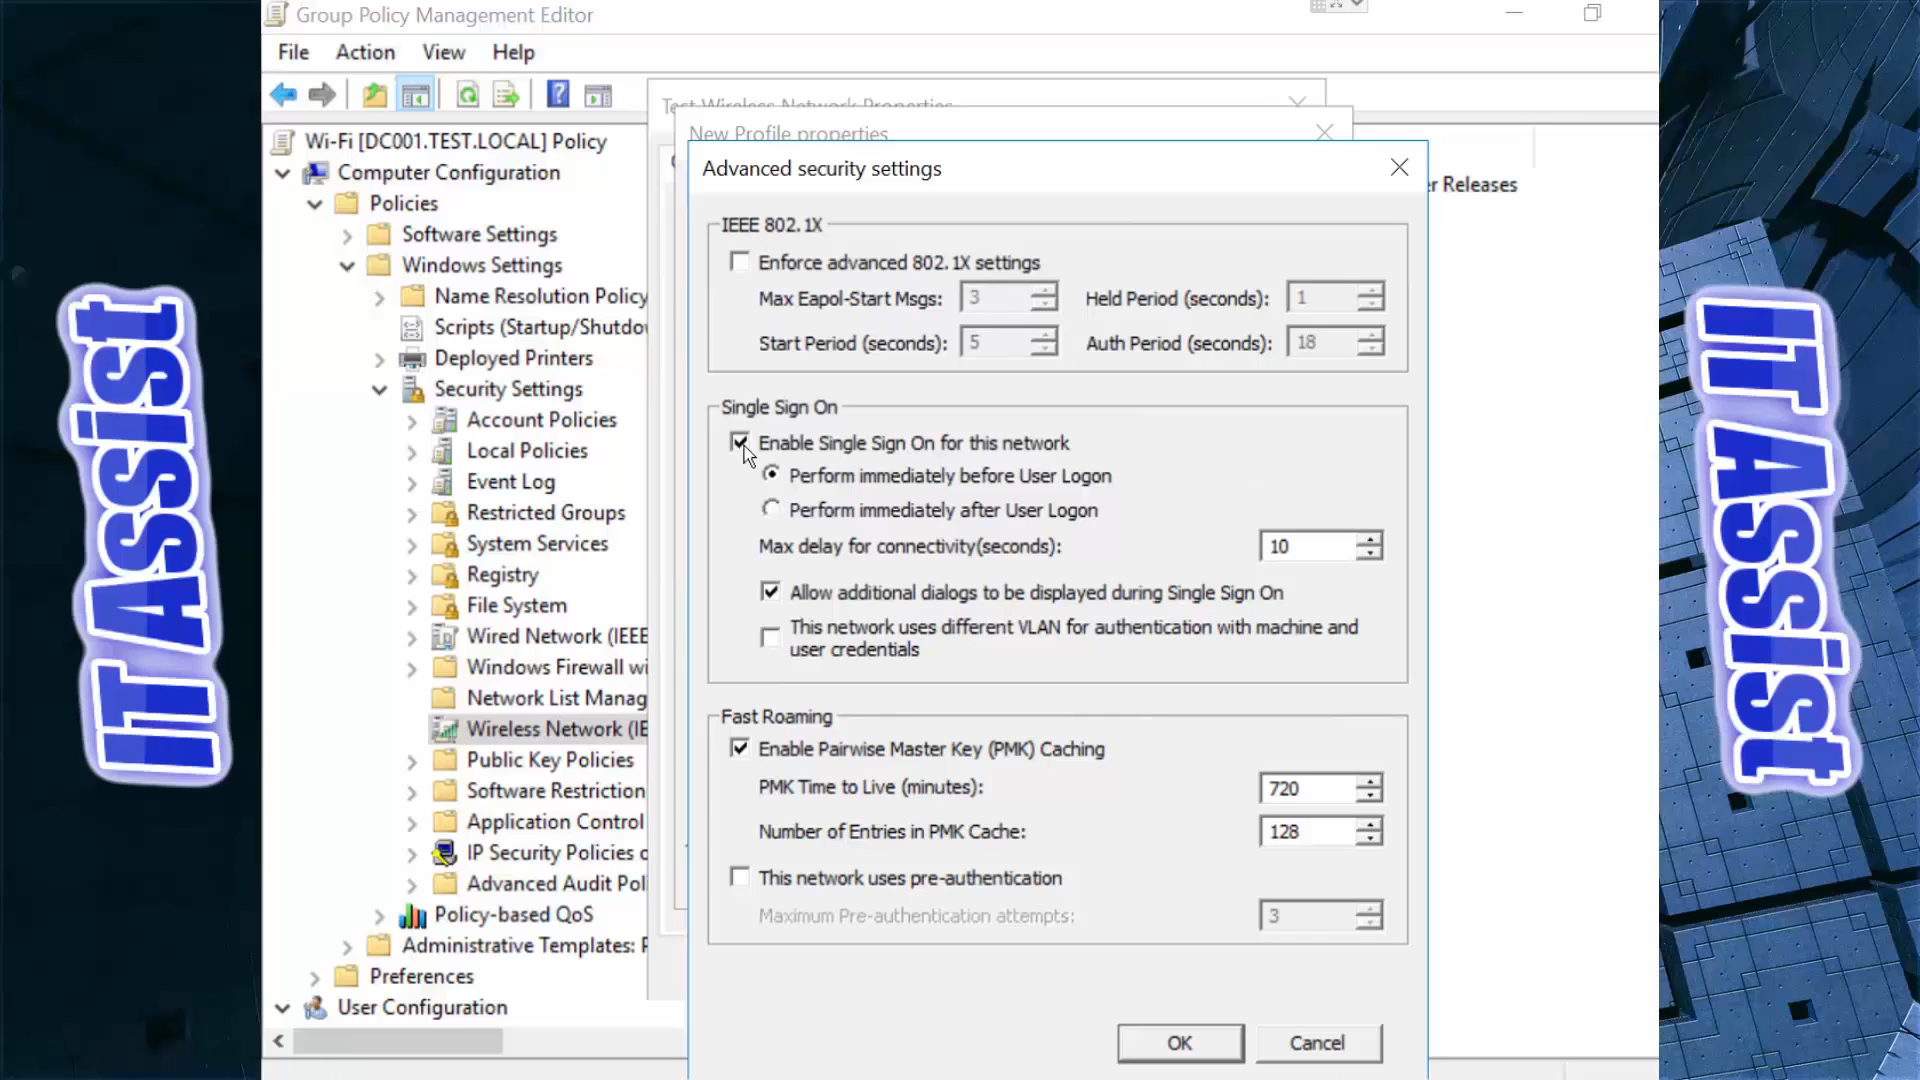 Group Policy Management Editor
File Action View Help
Wi-Fi [DC001.TEST.LOCAL] Policy
Computer Configuration
Policies
Software Settings
Windows Settings
Name Resolution Policy
Scripts (Startup/Shutdo
Deployed Printers
Security Settings
Account Policies
Local Policies
Event Log
Restricted Groups
System Services
Registry
File System
Wired Network (IEEE
Windows Firewall wi
Network List Manag
Wireless Network (IE
Public Key Policies
Software Restriction
Application Control
IP Security Policies o
Advanced Audit Pol
Policy-based QoS
Administrative Templates: P
Preferences
User Configuration
Test Wireless Network Properties
New Profile properties
Advanced security settings
r Releases
IEEE 802.1X
Enforce advanced 802.1X settings
Max Eapol-Start Msgs: 3 Held Period (seconds): 1
Start Period (seconds): 5 Auth Period (seconds): 18
Single Sign On
Enable Single Sign On for this network
Perform immediately before User Logon
Perform immediately after User Logon
Max delay for connectivity(seconds): 10
Allow additional dialogs to be displayed during Single Sign On
This network uses different VLAN for authentication with machine and
user credentials
Fast Roaming
Enable Pairwise Master Key (PMK) Caching
PMK Time to Live (minutes): 720
Number of Entries in PMK Cache: 128
This network uses pre-authentication
Maximum Pre-authentication attempts: 3
OK Cancel
IT Assist
IT Assist